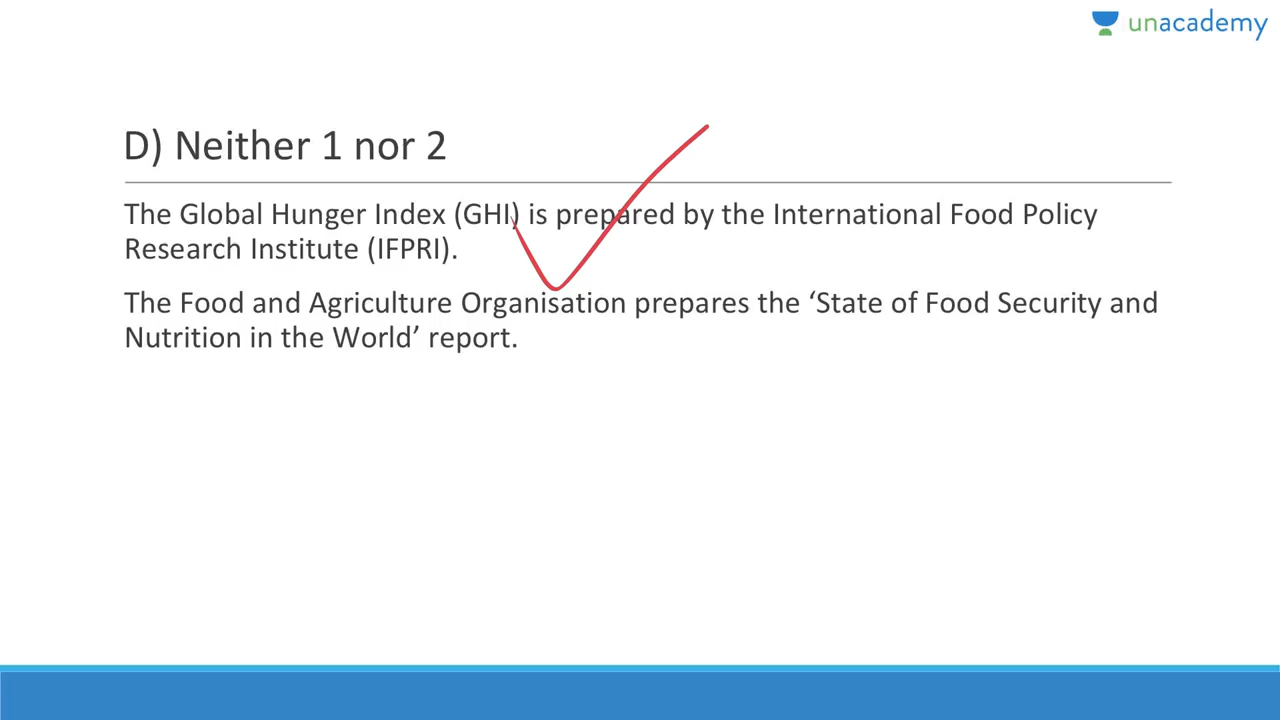 unacademy
D) Neither 1 nor 2
The Global Hunger Index (GHI) is prepared by the International Food Policy
Research Institute (IFPRI).
The Food and Agriculture Organisation prepares the ‘State of Food Security and
Nutrition in the World’ report.